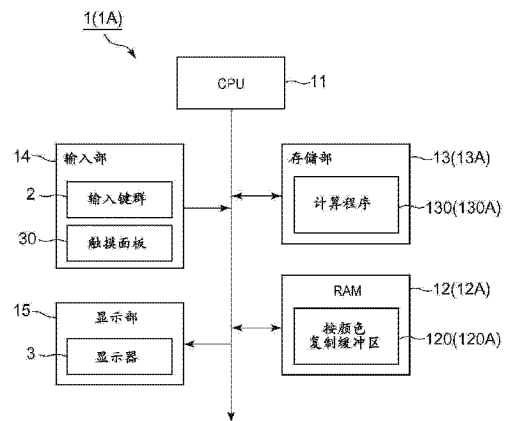 1(1A)
CPU
11
14
输入部
2
输入键群
30
触摸面板
存储部
13(13A)
计算程序
130(130A)
15
显示部
3
显示器
RAM
12(12A)
按颜色
复制缓冲区
120(120A)